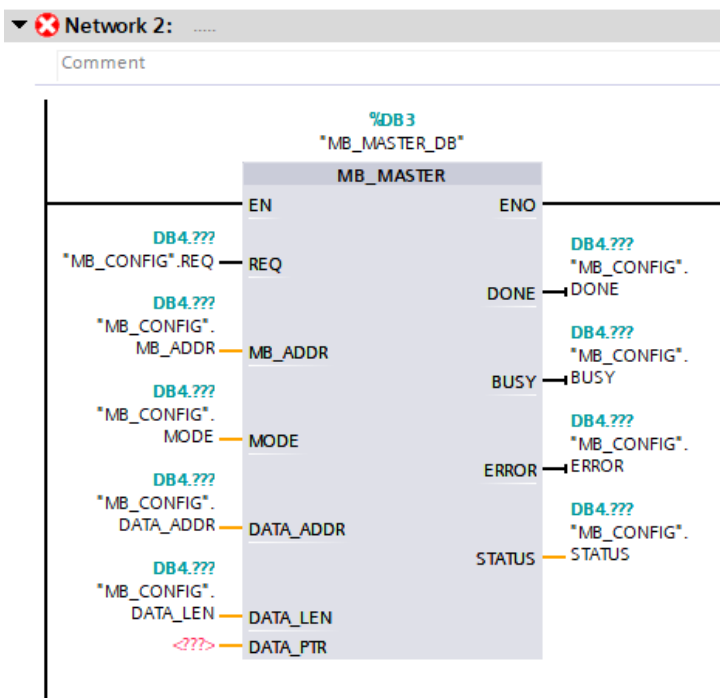 Network 2: .....
Comment
%DB3
"MB_MASTER_DB"
MB_MASTER
EN
ENO
DB4.???
"MB_CONFIG".REQ
REQ
DB4.???
"MB_CONFIG".
DONE
DONE
DB4.???
"MB_CONFIG".
MB_ADDR
MB_ADDR
DB4.???
"MB_CONFIG".
BUSY
BUSY
DB4.???
"MB_CONFIG".
MODE
MODE
DB4.???
"MB_CONFIG".
ERROR
ERROR
DB4.???
"MB_CONFIG".
DATA_ADDR
DATA_ADDR
DB4.???
"MB_CONFIG".
STATUS
STATUS
DB4.???
"MB_CONFIG".
DATA_LEN
DATA_LEN
<???>
DATA_PTR